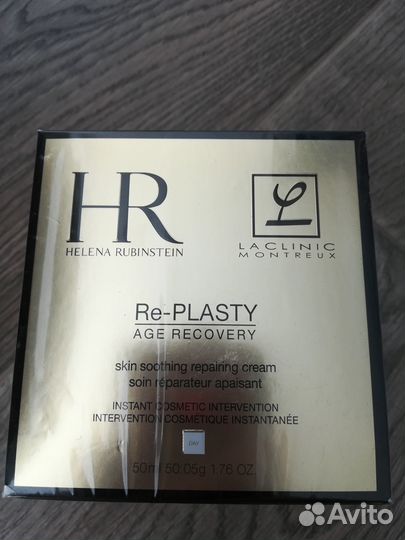 HR
HELENA RUBINSTEIN
LACLINIC
MONTREUX
Re-PLASTY
AGE RECOVERY
skin soothing repairing cream
soin réparateur apaisant
INSTANT COSMETIC INTERVENTION
INTERVENTION COSMETIQUE INSTANTANÉE
DAY
50ml 50.05g 1.76 OZ.
Avito